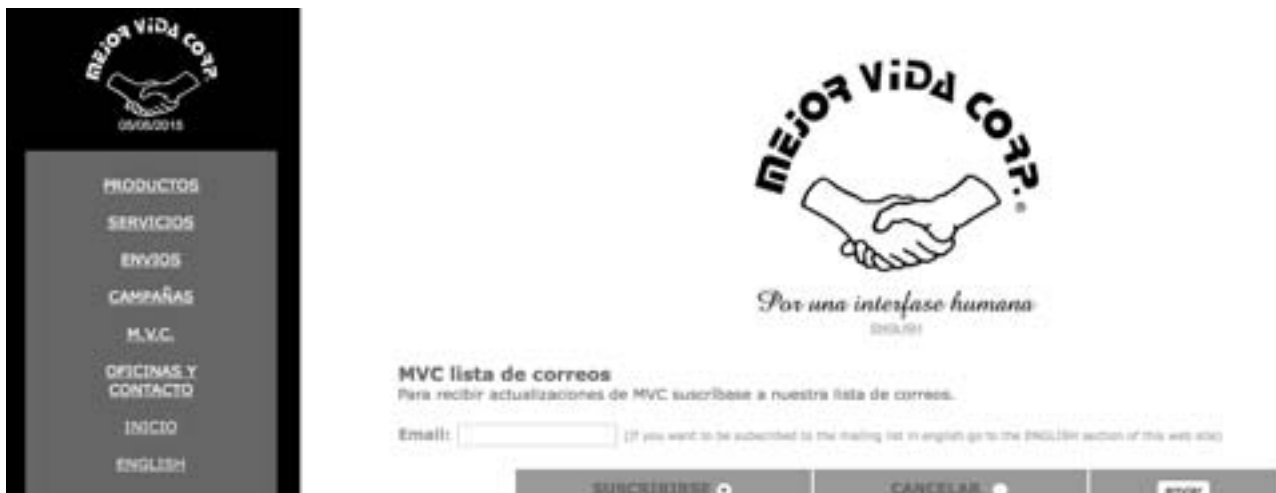 MEJOR VIDA CORP.
05/05/2015
PRODUCTOS
SERVICIOS
ENVIOS
CAMPAÑAS
M.V.C.
OFICINAS Y
CONTACTO
INICIO
ENGLISH
MEJOR VIDA CORP.®
Por una interfase humana
ENGLISH
MVC lista de correos
Para recibir actualizaciones de MVC suscríbase a nuestra lista de correos.
Email: (If you want to be subscribed to the mailing list in english go to the ENGLISH section of this web site)
SUSCRIBIRSE CANCELAR enviar